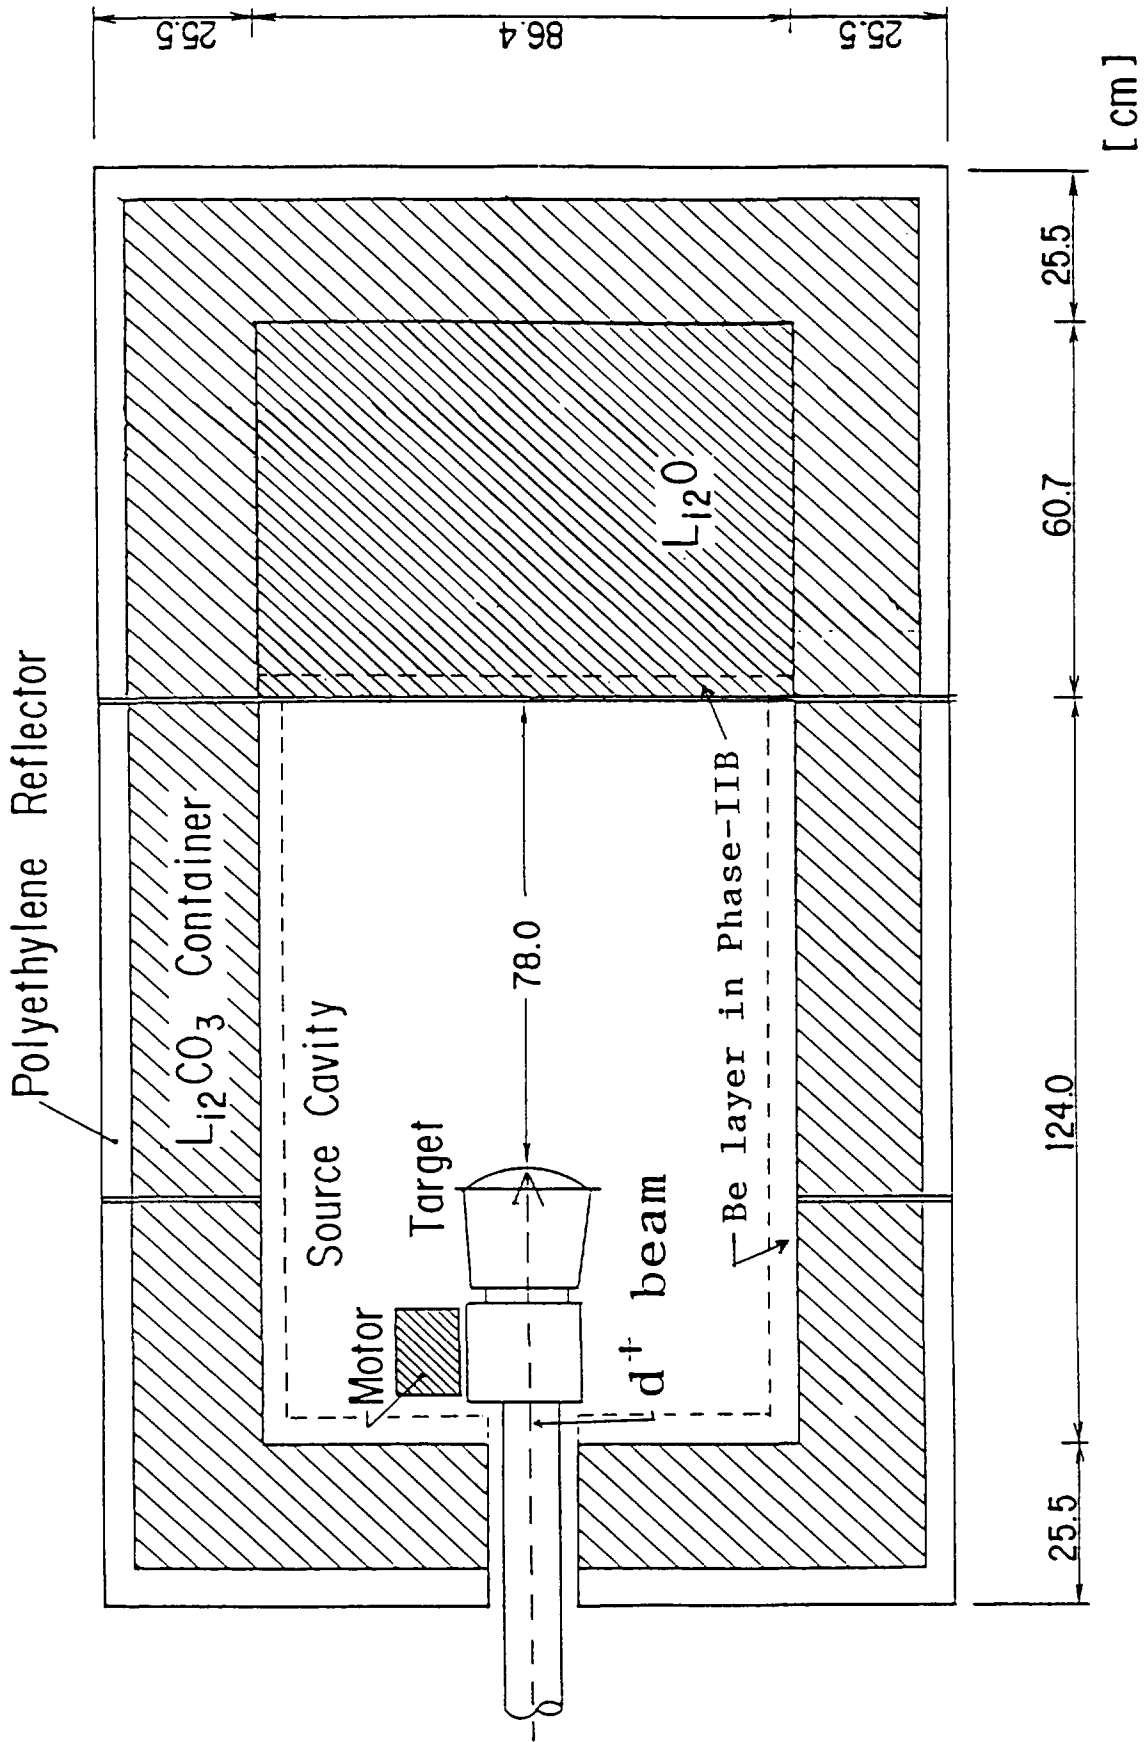 Polyethylene Reflector
Li2CO3 Container
Source Cavity
Motor
Target
d+ beam
78.0
Be layer in Phase-IIB
Li2O
25.5
86.4
25.5
25.5
124.0
60.7
25.5
[cm]